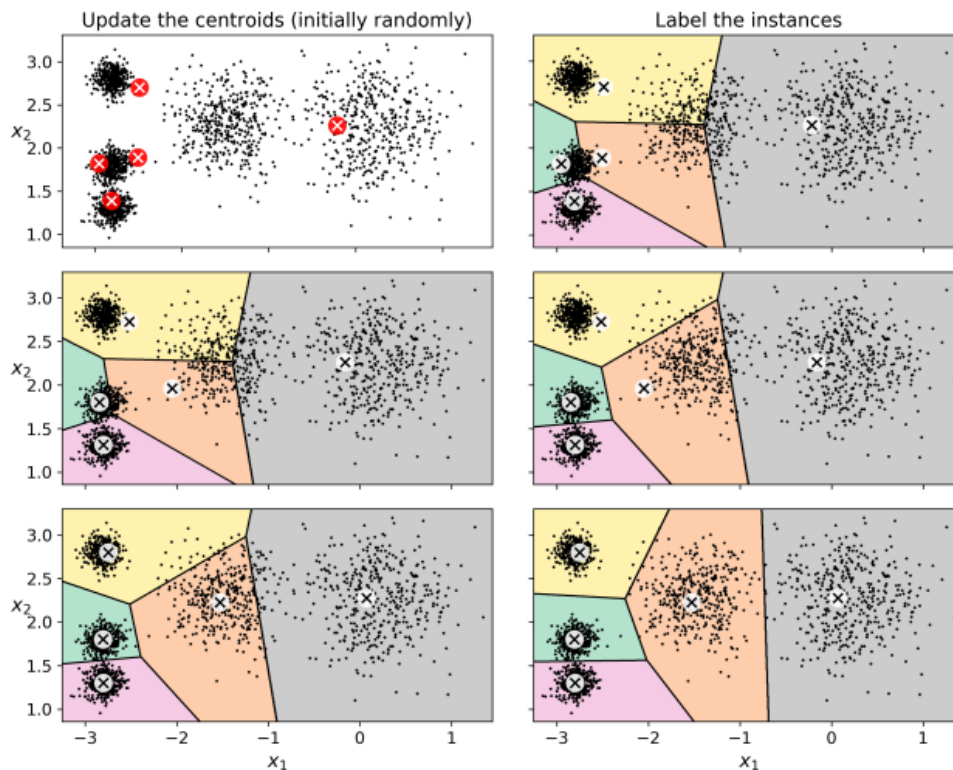 Update the centroids (initially randomly)
Label the instances
3.0
2.5
x₂ 2.0
1.5
1.0
3.0
2.5
x₂ 2.0
1.5
1.0
3.0
2.5
x₂ 2.0
1.5
1.0
−3 −2 −1 0 1
−3 −2 −1 0 1
x₁
x₁